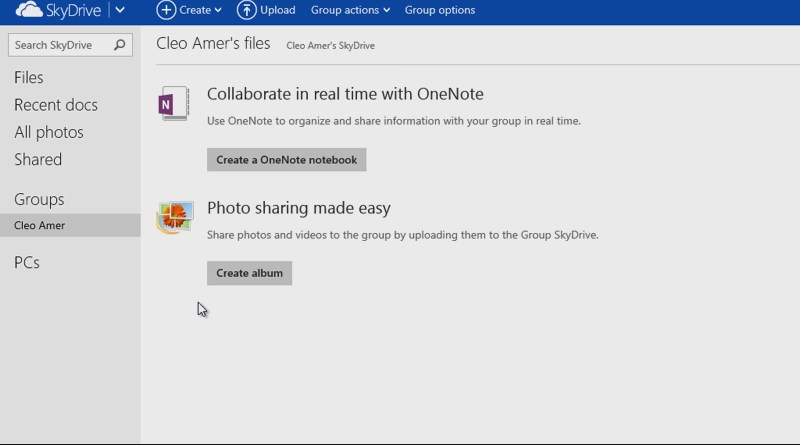 SkyDrive Create Upload Group actions Group options
Search SkyDrive
Files
Recent docs
All photos
Shared
Groups
Cleo Amer
PCs
Cleo Amer's files Cleo Amer's SkyDrive
N
Collaborate in real time with OneNote
Use OneNote to organize and share information with your group in real time.
Create a OneNote notebook
Photo sharing made easy
Share photos and videos to the group by uploading them to the Group SkyDrive.
Create album